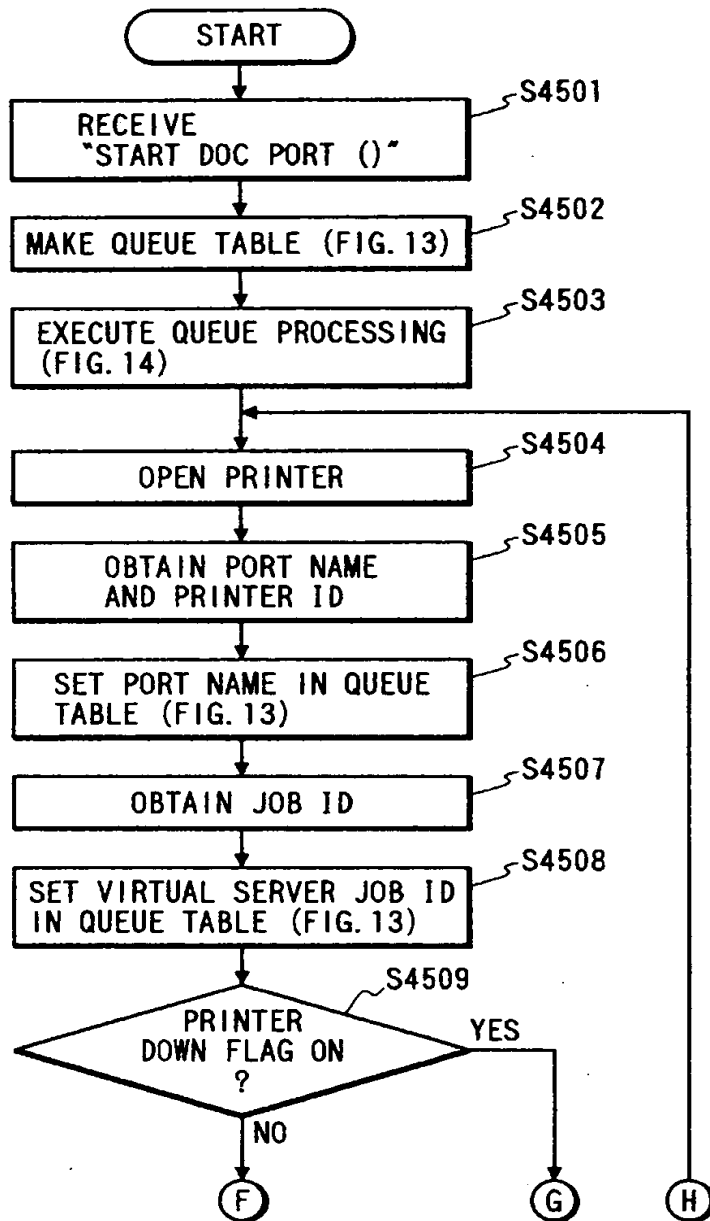 START
S4501
RECEIVE
"START DOC PORT ()"
S4502
MAKE QUEUE TABLE (FIG. 13)
S4503
EXECUTE QUEUE PROCESSING
(FIG. 14)
S4504
OPEN PRINTER
S4505
OBTAIN PORT NAME
AND PRINTER ID
S4506
SET PORT NAME IN QUEUE
TABLE (FIG. 13)
S4507
OBTAIN JOB ID
S4508
SET VIRTUAL SERVER JOB ID
IN QUEUE TABLE (FIG. 13)
S4509
PRINTER
DOWN FLAG ON
?
YES
NO
F
G
H